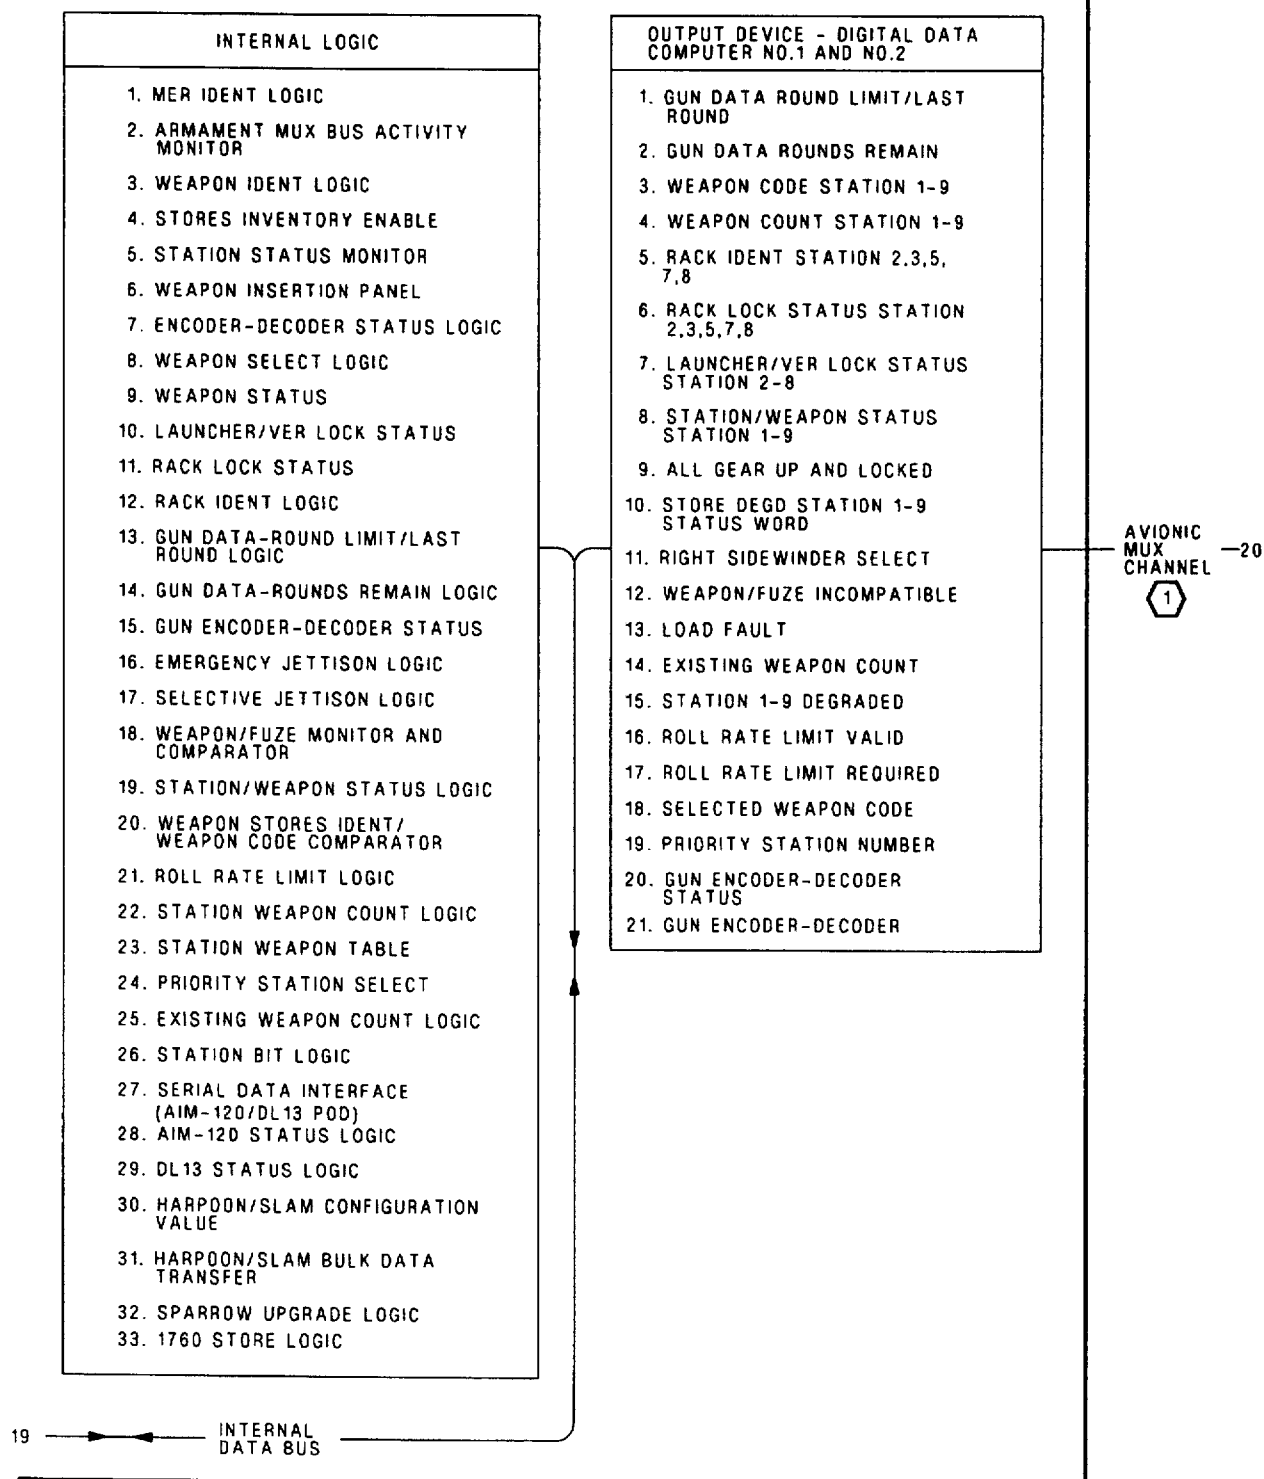 INTERNAL LOGIC
1. MER IDENT LOGIC
2. ARMAMENT MUX BUS ACTIVITY
MONITOR
3. WEAPON IDENT LOGIC
4. STORES INVENTORY ENABLE
5. STATION STATUS MONITOR
6. WEAPON INSERTION PANEL
7. ENCODER-DECODER STATUS LOGIC
8. WEAPON SELECT LOGIC
9. WEAPON STATUS
10. LAUNCHER/VER LOCK STATUS
11. RACK LOCK STATUS
12. RACK IDENT LOGIC
13. GUN DATA-ROUND LIMIT/LAST
ROUND LOGIC
14. GUN DATA-ROUNDS REMAIN LOGIC
15. GUN ENCODER-DECODER STATUS
16. EMERGENCY JETTISON LOGIC
17. SELECTIVE JETTISON LOGIC
18. WEAPON/FUZE MONITOR AND
COMPARATOR
19. STATION/WEAPON STATUS LOGIC
20. WEAPON STORES IDENT/
WEAPON CODE COMPARATOR
21. ROLL RATE LIMIT LOGIC
22. STATION WEAPON COUNT LOGIC
23. STATION WEAPON TABLE
24. PRIORITY STATION SELECT
25. EXISTING WEAPON COUNT LOGIC
26. STATION BIT LOGIC
27. SERIAL DATA INTERFACE
(AIM-120/DL13 POD)
28. AIM-120 STATUS LOGIC
29. DL13 STATUS LOGIC
30. HARPOON/SLAM CONFIGURATION
VALUE
31. HARPOON/SLAM BULK DATA
TRANSFER
32. SPARROW UPGRADE LOGIC
33. 1760 STORE LOGIC
OUTPUT DEVICE - DIGITAL DATA
COMPUTER NO.1 AND NO.2
1. GUN DATA ROUND LIMIT/LAST
ROUND
2. GUN DATA ROUNDS REMAIN
3. WEAPON CODE STATION 1-9
4. WEAPON COUNT STATION 1-9
5. RACK IDENT STATION 2,3,5,
7,8
6. RACK LOCK STATUS STATION
2,3,5,7,8
7. LAUNCHER/VER LOCK STATUS
STATION 2-8
8. STATION/WEAPON STATUS
STATION 1-9
9. ALL GEAR UP AND LOCKED
10. STORE DEGD STATION 1-9
STATUS WORD
11. RIGHT SIDEWINDER SELECT
12. WEAPON/FUZE INCOMPATIBLE
13. LOAD FAULT
14. EXISTING WEAPON COUNT
15. STATION 1-9 DEGRADED
16. ROLL RATE LIMIT VALID
17. ROLL RATE LIMIT REQUIRED
18. SELECTED WEAPON CODE
19. PRIORITY STATION NUMBER
20. GUN ENCODER-DECODER
STATUS
21. GUN ENCODER-DECODER
AVIONIC
MUX
CHANNEL
1
20
19
INTERNAL
DATA BUS